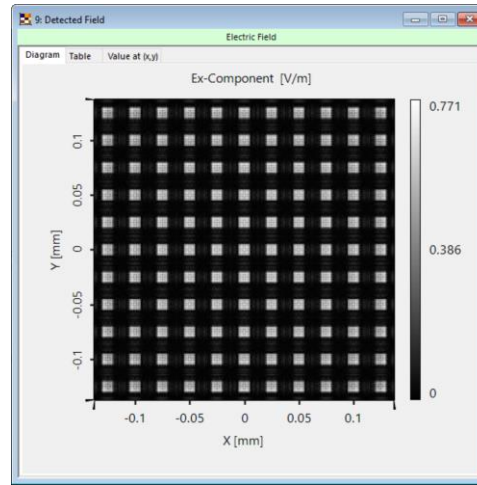 9: Detected Field
Electric Field
Diagram Table Value at (x,y)
Ex-Component [V/m]
0.771
0.386
0
0.1
0.05
0
-0.05
-0.1
Y [mm]
-0.1 -0.05 0 0.05 0.1
X [mm]